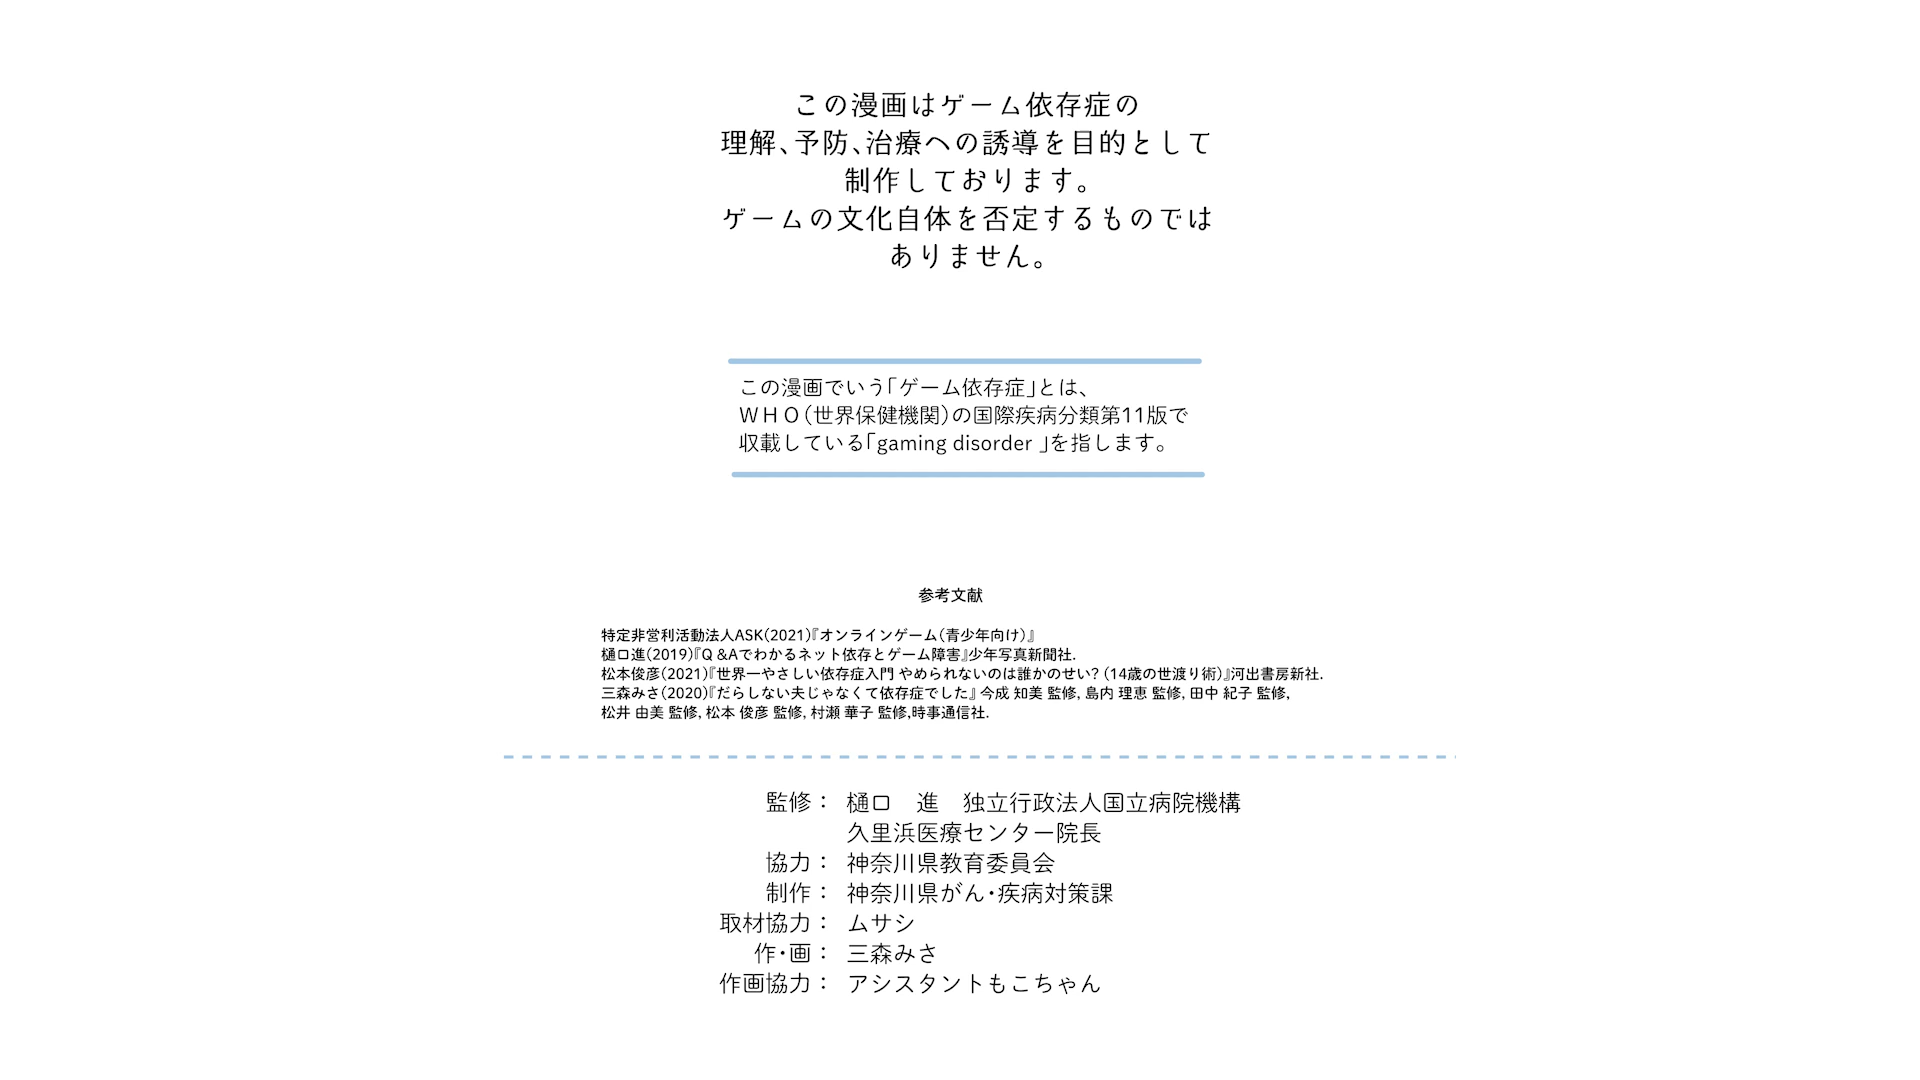 この漫画はゲーム依存症の
理解、予防、治療への誘導を目的として
制作しております。
ゲームの文化自体を否定するものでは
ありません。
この漫画でいう「ゲーム依存症」とは、
ＷＨＯ（世界保健機関）の国際疾病分類第11版で
収載している「gaming disorder 」を指します。
参考文献
特定非営利活動法人ASK（2021）『オンラインゲーム（青少年向け）』
樋口進（2019）『Q &Aでわかるネット依存とゲーム障害』少年写真新聞社.
松本俊彦（2021）『世界一やさしい依存症入門 やめられないのは誰かのせい? （14歳の世渡り術）』河出書房新社.
三森みさ（2020）『だらしない夫じゃなくて依存症でした』 今成 知美 監修, 島内 理恵 監修, 田中 紀子 監修,
松井 由美 監修, 松本 俊彦 監修, 村瀬 華子 監修,時事通信社.
監修： 樋口　進　独立行政法人国立病院機構
久里浜医療センター院長
協力： 神奈川県教育委員会
制作： 神奈川県がん・疾病対策課
取材協力： ムサシ
作・画： 三森みさ
作画協力： アシスタントもこちゃん